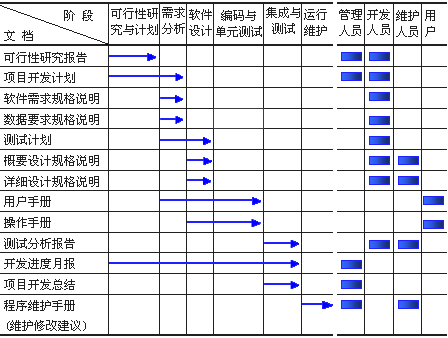 阶 段
文 档
可行性研
究与计划
需求
分析
软件
设计
编码与
单元测试
集成与
测试
运行
维护
管理
人员
开发
人员
维护
人员
用
户
可行性研究报告
项目开发计划
软件需求规格说明
数据要求规格说明
测试计划
概要设计规格说明
详细设计规格说明
用户手册
操作手册
测试分析报告
开发进度月报
项目开发总结
程序维护手册
(维护修改建议)